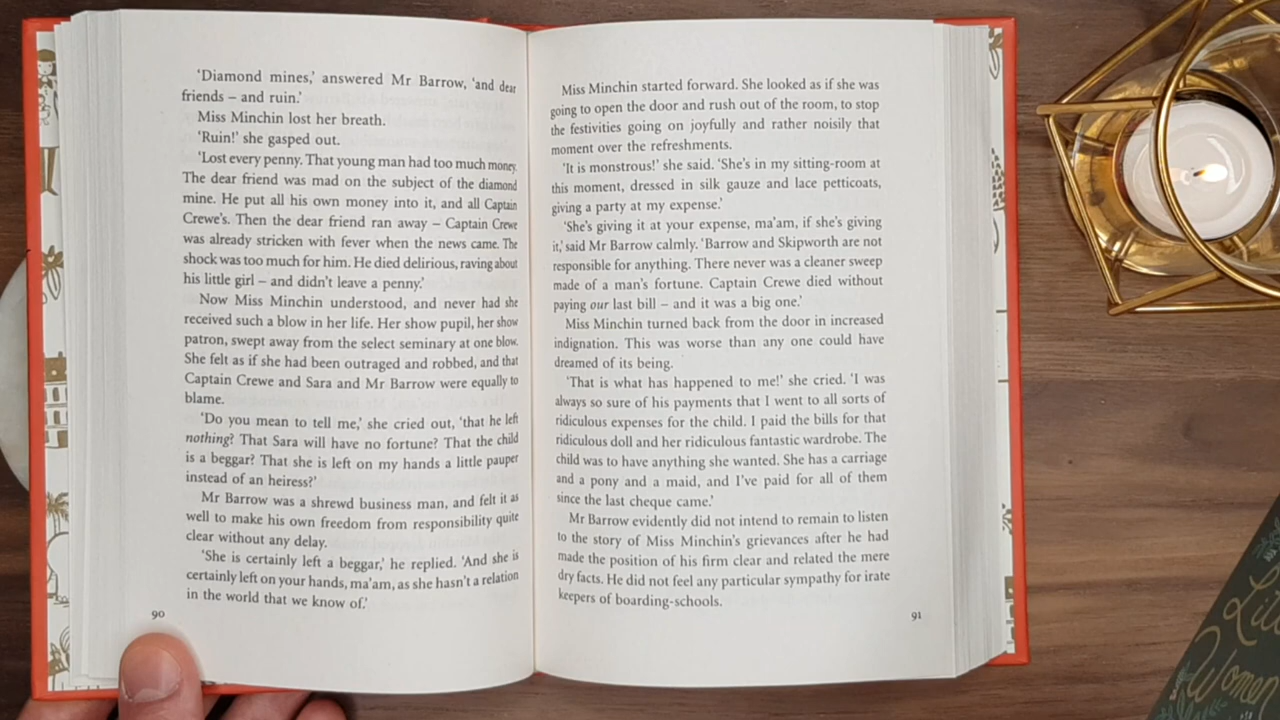 ‘Diamond mines,’ answered Mr Barrow, ‘and dear
friends – and ruin.’
Miss Minchin lost her breath.
‘Ruin!’ she gasped out.
‘Lost every penny. That young man had too much money.
The dear friend was mad on the subject of the diamond
mine. He put all his own money into it, and all Captain
Crewe’s. Then the dear friend ran away – Captain Crewe
was already stricken with fever when the news came. The
shock was too much for him. He died delirious, raving about
his little girl – and didn’t leave a penny.’
Now Miss Minchin understood, and never had she
received such a blow in her life. Her show pupil, her show
patron, swept away from the select seminary at one blow.
She felt as if she had been outraged and robbed, and that
Captain Crewe and Sara and Mr Barrow were equally to
blame.
‘Do you mean to tell me,’ she cried out, ‘that he left
nothing? That Sara will have no fortune? That the child
is a beggar? That she is left on my hands a little pauper
instead of an heiress?’
Mr Barrow was a shrewd business man, and felt it as
well to make his own freedom from responsibility quite
clear without any delay.
‘She is certainly left a beggar,’ he replied. ‘And she is
certainly left on your hands, ma’am, as she hasn’t a relation
in the world that we know of.’
90
Miss Minchin started forward. She looked as if she was
going to open the door and rush out of the room, to stop
the festivities going on joyfully and rather noisily that
moment over the refreshments.
‘It is monstrous!’ she said. ‘She’s in my sitting-room at
this moment, dressed in silk gauze and lace petticoats,
giving a party at my expense.’
‘She’s giving it at your expense, ma’am, if she’s giving
it,’ said Mr Barrow calmly. ‘Barrow and Skipworth are not
responsible for anything. There never was a cleaner sweep
made of a man’s fortune. Captain Crewe died without
paying our last bill – and it was a big one.’
Miss Minchin turned back from the door in increased
indignation. This was worse than any one could have
dreamed of its being.
‘That is what has happened to me!’ she cried. ‘I was
always so sure of his payments that I went to all sorts of
ridiculous expenses for the child. I paid the bills for that
ridiculous doll and her ridiculous fantastic wardrobe. The
child was to have anything she wanted. She has a carriage
and a pony and a maid, and I’ve paid for all of them
since the last cheque came.’
Mr Barrow evidently did not intend to remain to listen
to the story of Miss Minchin’s grievances after he had
made the position of his firm clear and related the mere
dry facts. He did not feel any particular sympathy for irate
keepers of boarding-schools.
91
Women